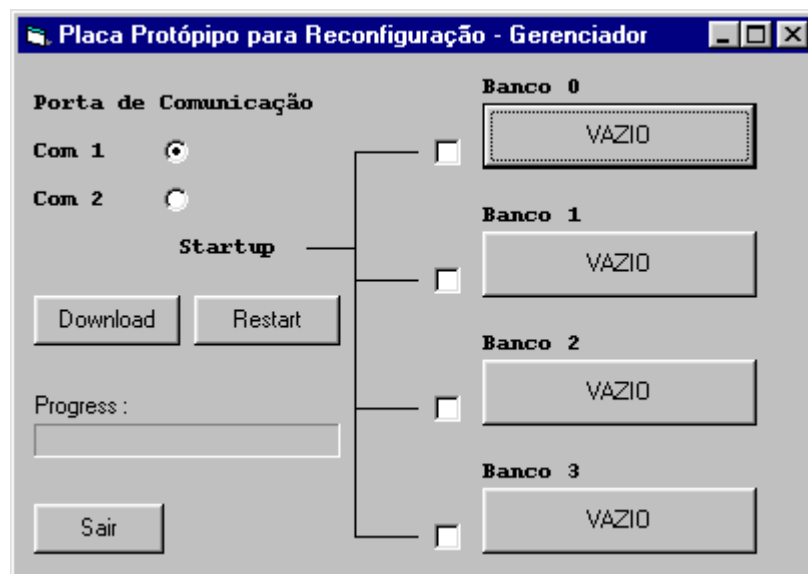 Placa Protópipo para Reconfiguração - Gerenciador
Porta de Comunicação
Com 1
Com 2
Startup
Download
Restart
Progress :
Sair
Banco 0
VAZIO
Banco 1
VAZIO
Banco 2
VAZIO
Banco 3
VAZIO